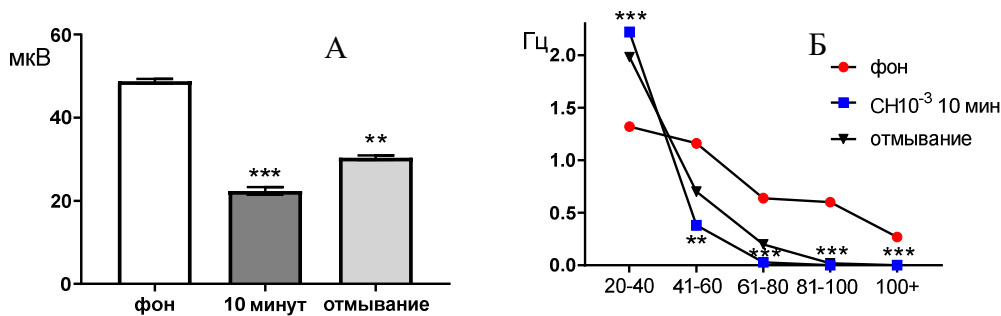 А
мкВ
60
40
20
0
***
**
фон
10 минут
отмывание
Б
Гц
2.0
1.5
1.0
0.5
0.0
***
**
***
***
***
20-40
41-60
61-80
81-100
100+
фон
СН10-3 10 мин
отмывание